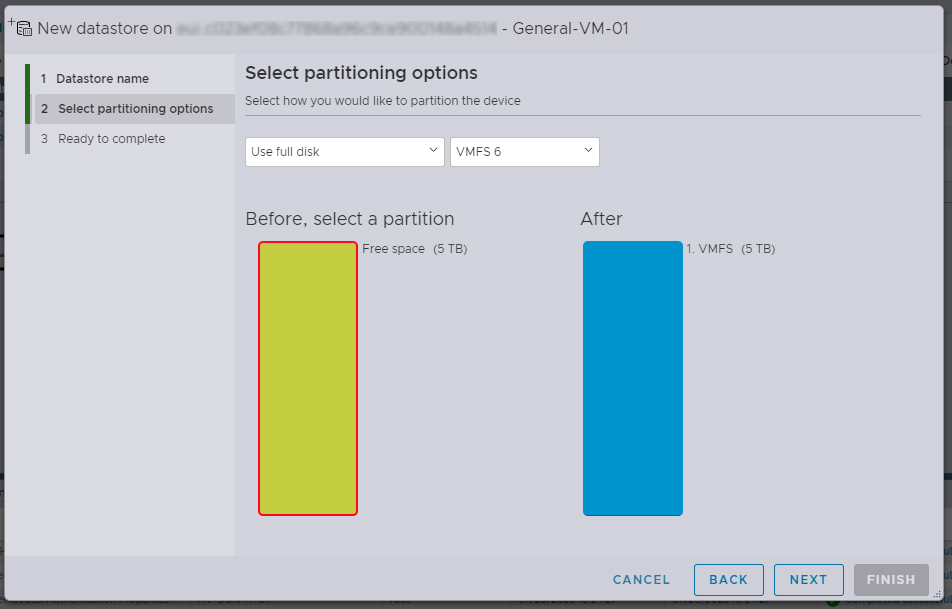 New datastore on - General-VM-01
1 Datastore name
2 Select partitioning options
3 Ready to complete
Select partitioning options
Select how you would like to partition the device
Use full disk
VMFS 6
Before, select a partition
After
Free space (5 TB)
1. VMFS (5 TB)
CANCEL
BACK
NEXT
FINISH